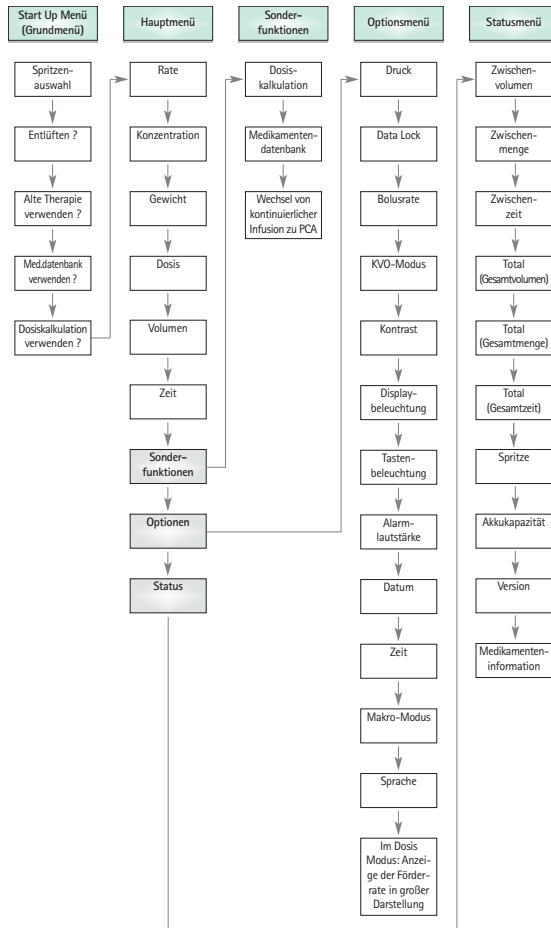 Start Up Menü
(Grundmenü)
Spritzen-
auswahl
Entlüften ?
Alte Therapie
verwenden ?
Med.datenbank
verwenden ?
Dosiskalkulation
verwenden ?
Hauptmenü
Rate
Konzentration
Gewicht
Dosis
Volumen
Zeit
Sonder-
funktionen
Optionen
Status
Sonder-
funktionen
Dosis-
kalkulation
Medikamenten-
datenbank
Wechsel von
kontinuierlicher
Infusion zu PCA
Optionsmenü
Druck
Data Lock
Bolusrate
KVO-Modus
Kontrast
Display-
beleuchtung
Tasten-
beleuchtung
Alarm-
lautstärke
Datum
Zeit
Makro-Modus
Sprache
Im Dosis
Modus: Anzei-
ge der Förder-
rate in großer
Darstellung
Statusmenü
Zwischen-
volumen
Zwischen-
menge
Zwischen-
zeit
Total
(Gesamtvolumen)
Total
(Gesamtmenge)
Total
(Gesamtzeit)
Spritze
Akkukapazität
Version
Medikamenten-
information